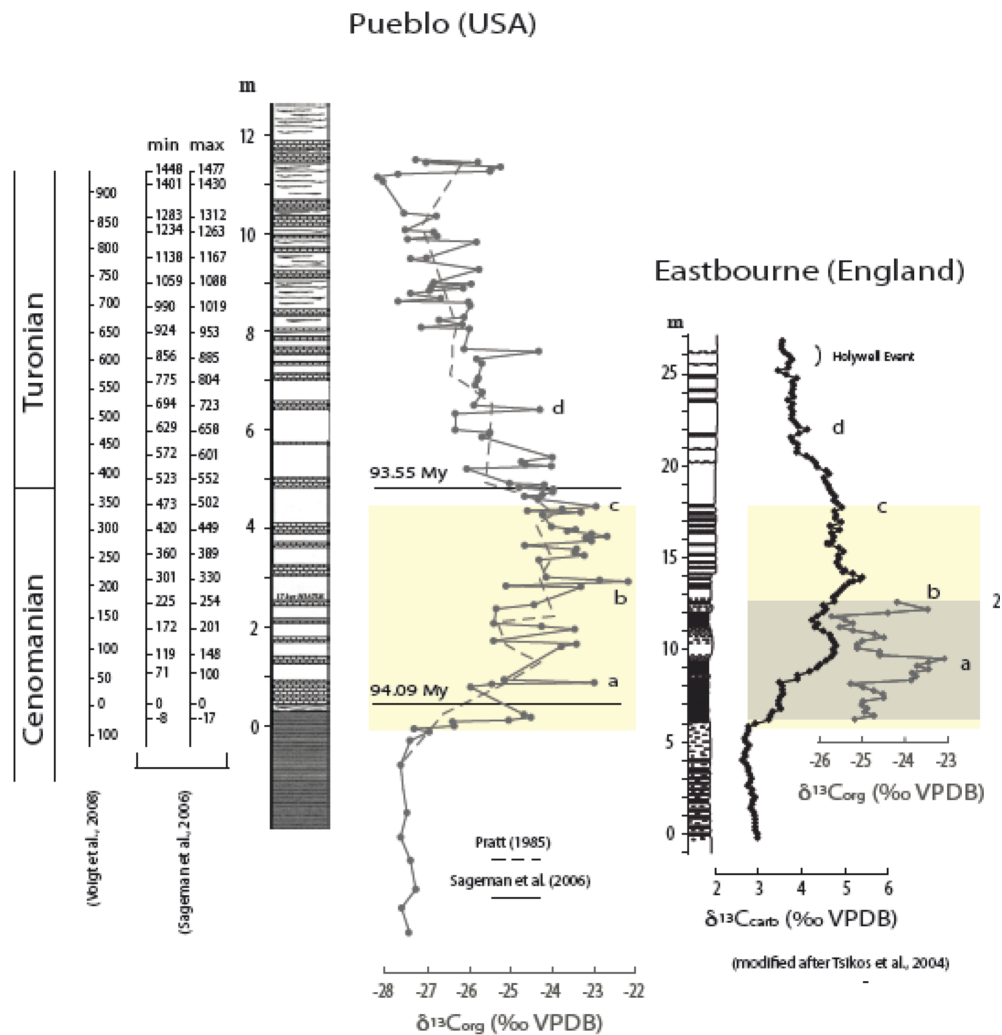 Pueblo (USA)
m
12
10
8
6
4
2
0
min max
1448 1477
1401 1430
1283 1312
1234 1263
1138 1167
1059 1088
990 1019
924 953
856 885
775 804
694 723
629 658
572 601
523 552
473 502
420 449
360 389
301 330
225 254
172 201
119 148
71 100
0 0
-8 -17
900
850
800
750
700
650
600
550
500
450
400
350
300
250
200
150
100
50
0
100
Turonian
Cenomanian
(Voigt et al., 2008)
(Sageman et al., 2006)
d
93.55 My
c
b
a
94.09 My
Pratt (1985)
Sageman et al. (2006)
-28 -27 -26 -25 -24 -23 -22
δ¹³Corg (‰ VPDB)
Eastbourne (England)
m
25
20
15
10
5
0
Holywell Event
d
c
b
2
a
-26 -25 -24 -23
δ¹³Corg (‰ VPDB)
2 3 4 5 6
δ¹³Ccarb (‰ VPDB)
(modified after Tsikos et al., 2004)